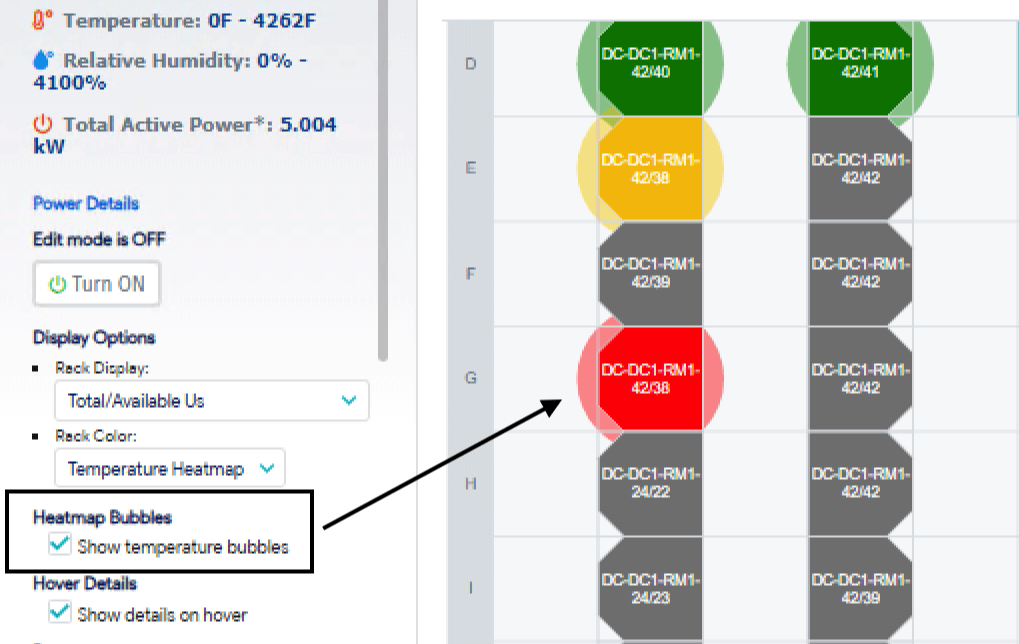 Temperature: 0F - 4262F
Relative Humidity: 0% -
4100%
Total Active Power*: 5.004
kW
Power Details
Edit mode is OFF
Turn ON
Display Options
Rack Display:
Total/Available Us
Rack Color:
Temperature Heatmap
Heatmap Bubbles
Show temperature bubbles
Hover Details
Show details on hover
D
DC-DC1-RM1-
42/40
DC-DC1-RM1-
42/41
E
DC-DC1-RM1-
42/38
DC-DC1-RM1-
42/42
F
DC-DC1-RM1-
42/39
DC-DC1-RM1-
42/42
G
DC-DC1-RM1-
42/38
DC-DC1-RM1-
42/42
H
DC-DC1-RM1-
24/22
DC-DC1-RM1-
42/42
I
DC-DC1-RM1-
24/23
DC-DC1-RM1-
42/39